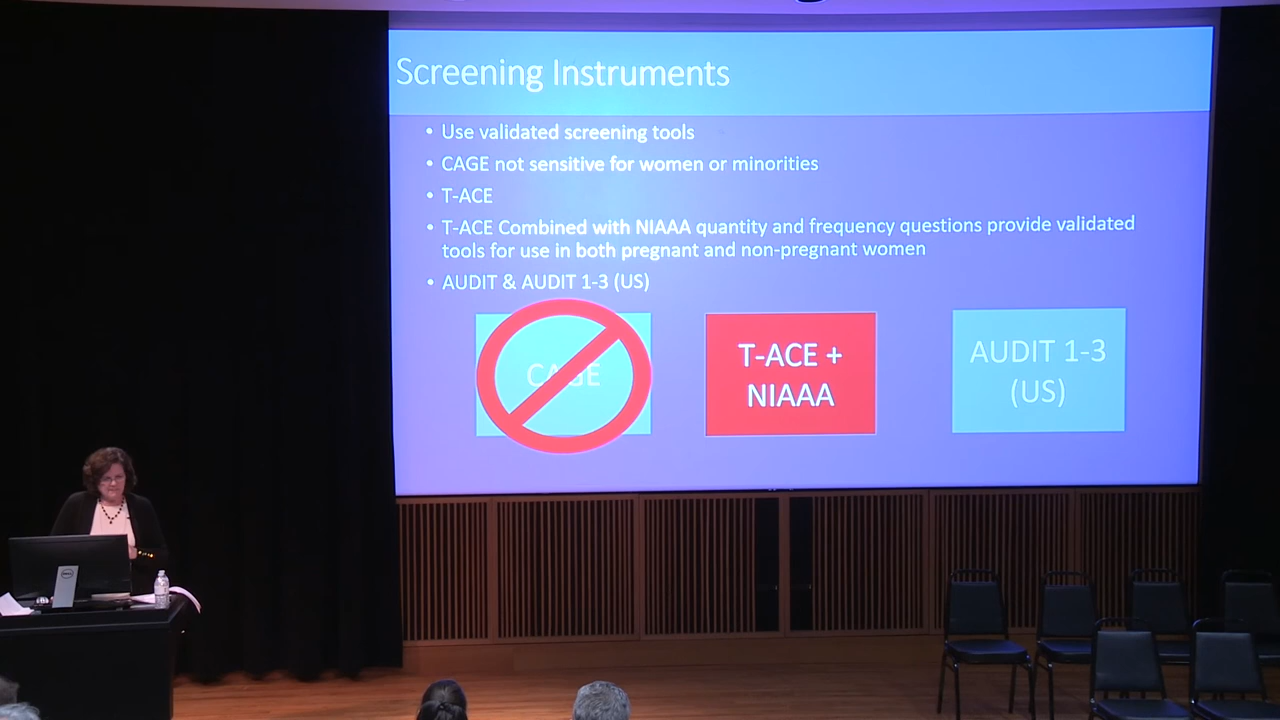 Screening Instruments
• Use validated screening tools
• CAGE not sensitive for women or minorities
• T-ACE
• T-ACE Combined with NIAAA quantity and frequency questions provide validated
tools for use in both pregnant and non-pregnant women
• AUDIT & AUDIT 1-3 (US)
CAGE
T-ACE +
NIAAA
AUDIT 1-3
(US)
DELL